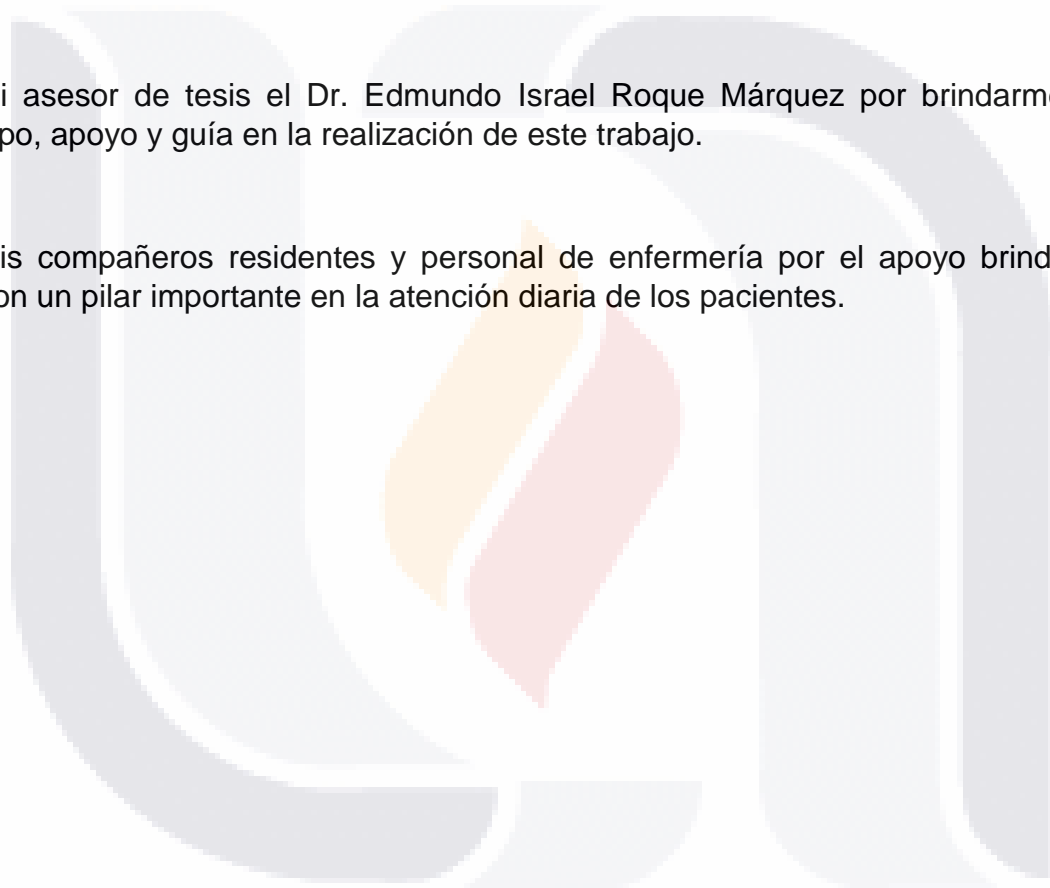 i asesor de tesis el Dr. Edmundo Israel Roque Márquez por brindarme
po, apoyo y guía en la realización de este trabajo.
is compañeros residentes y personal de enfermería por el apoyo brind
on un pilar importante en la atención diaria de los pacientes.